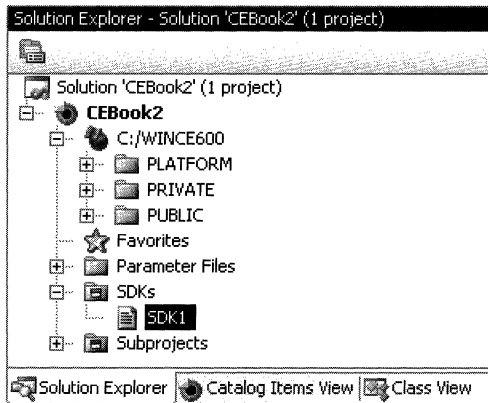 Solution Explorer - Solution 'CEBook2' (1 project)
Solution 'CEBook2' (1 project)
CEBook2
C:/WINCE600
PLATFORM
PRIVATE
PUBLIC
Favorites
Parameter Files
SDKs
SDK1
Subprojects
Solution Explorer Catalog Items View Class View